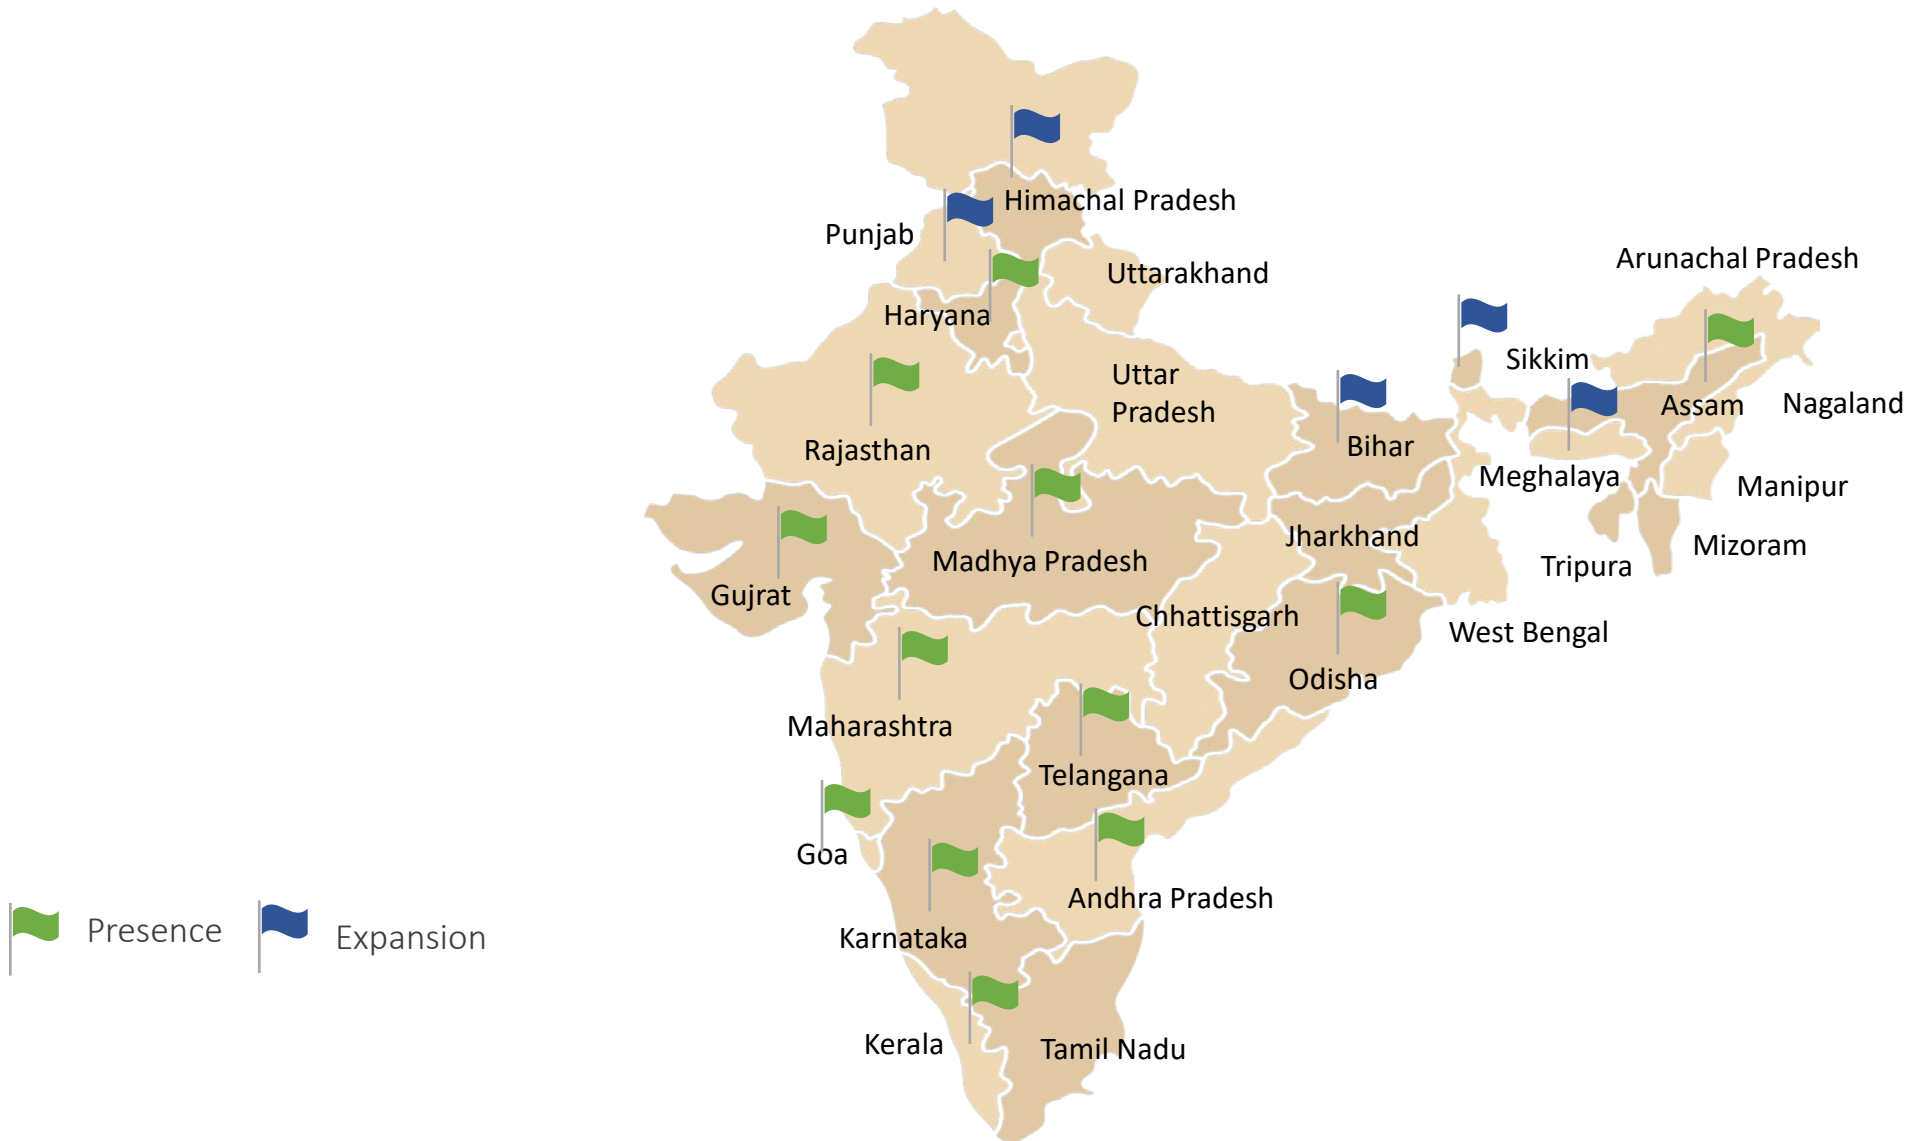 Himachal Pradesh
Punjab
Arunachal Pradesh
Uttarakhand
Haryana
Sikkim
Uttar
Pradesh
Assam
Nagaland
Rajasthan
Bihar
Meghalaya
Manipur
Jharkhand
Mizoram
Madhya Pradesh
Tripura
Gujrat
Chhattisgarh
West Bengal
Odisha
Maharashtra
Telangana
Goa
Andhra Pradesh
Presence
Expansion
Karnataka
Kerala
Tamil Nadu